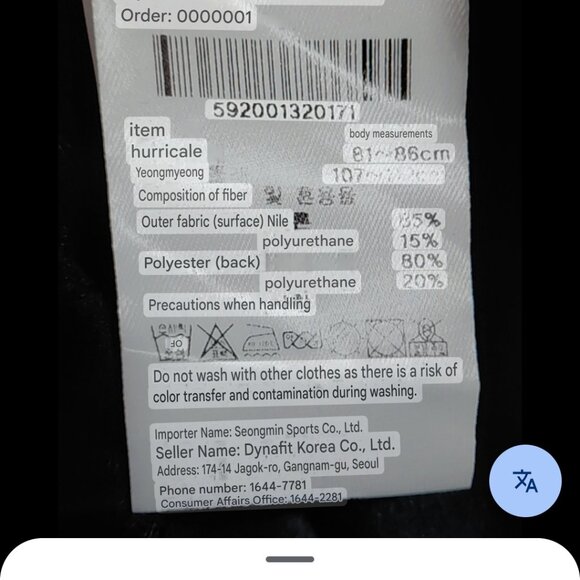 Order: 0000001
592001320171
item
body measurements
hurricale
81~86cm
Yeongmyeong
107
Composition of fiber
Outer fabric (surface) Nile
85%
polyurethane
15%
Polyester (back)
80%
polyurethane
20%
Precautions when handling
Do not wash with other clothes as there is a risk of
color transfer and contamination during washing.
Importer Name: Seongmin Sports Co., Ltd.
Seller Name: Dynafit Korea Co., Ltd.
Address: 174-14 Jagok-ro, Gangnam-gu, Seoul
Phone number: 1644-7781
Consumer Affairs Office: 1644-2281